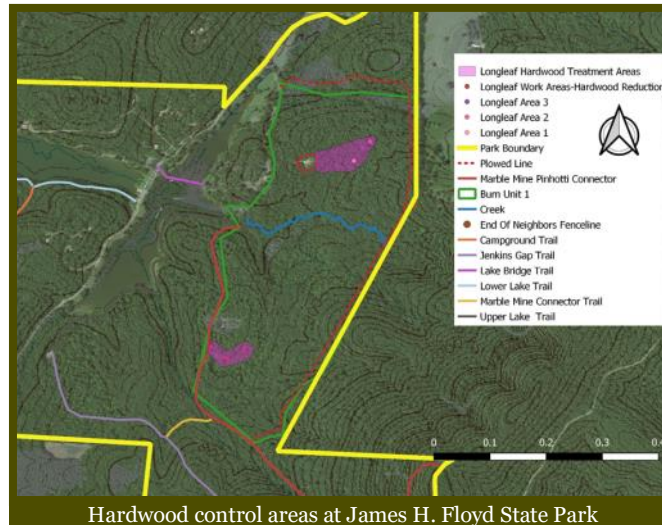 Longleaf Hardwood Treatment Areas
Longleaf Work Areas-Hardwood Reduction
Longleaf Area 3
Longleaf Area 2
Longleaf Area 1
Park Boundary
Plowed Line
Marble Mine Pinhotti Connector
Burn Unit 1
Creek
End Of Neighbors Fenceline
Campground Trail
Jenkins Gap Trail
Lake Bridge Trail
Lower Lake Trail
Marble Mine Connector Trail
Upper Lake Trail
0 0.1 0.2 0.3 0.4
Hardwood control areas at James H. Floyd State Park